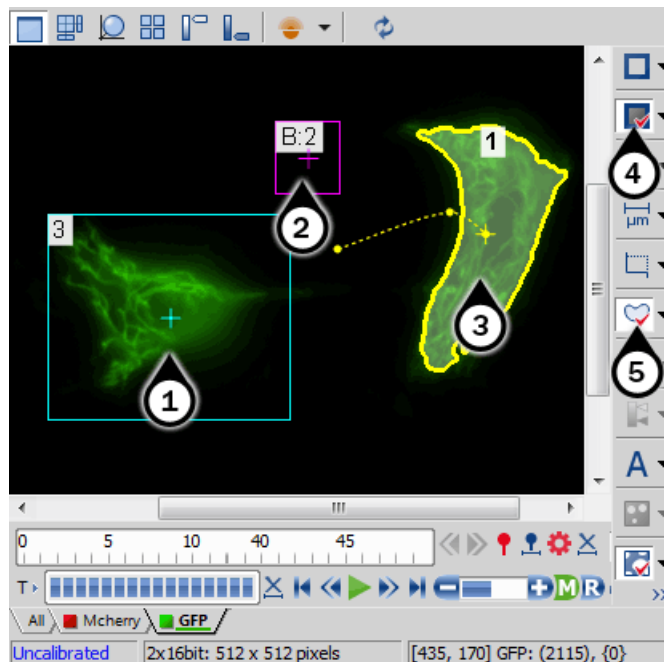 B:2
1
3
2
4
µm
3
1
5
A
0 5 10 40 45
T
M R
All Mcherry GFP
Uncalibrated 2x16bit: 512 x 512 pixels [435, 170] GFP: (2115), {0}